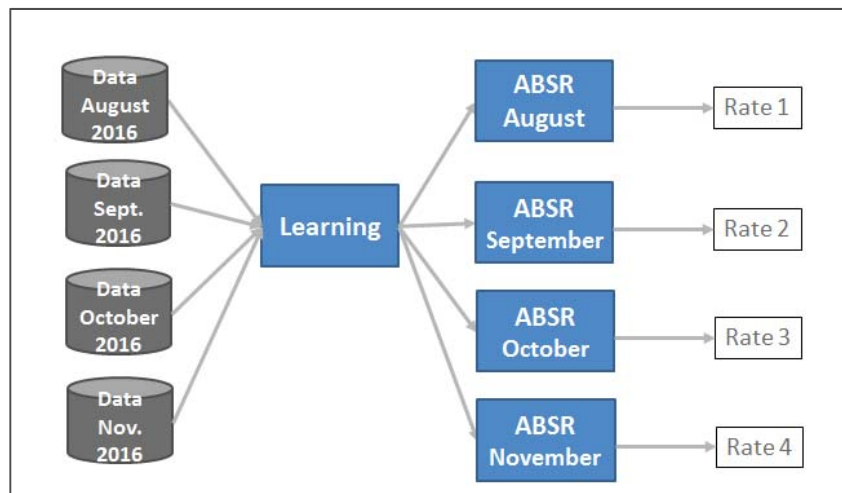 Data
August
2016
Data
Sept.
2016
Data
October
2016
Data
Nov.
2016
Learning
ABSR
August
ABSR
September
ABSR
October
ABSR
November
Rate 1
Rate 2
Rate 3
Rate 4